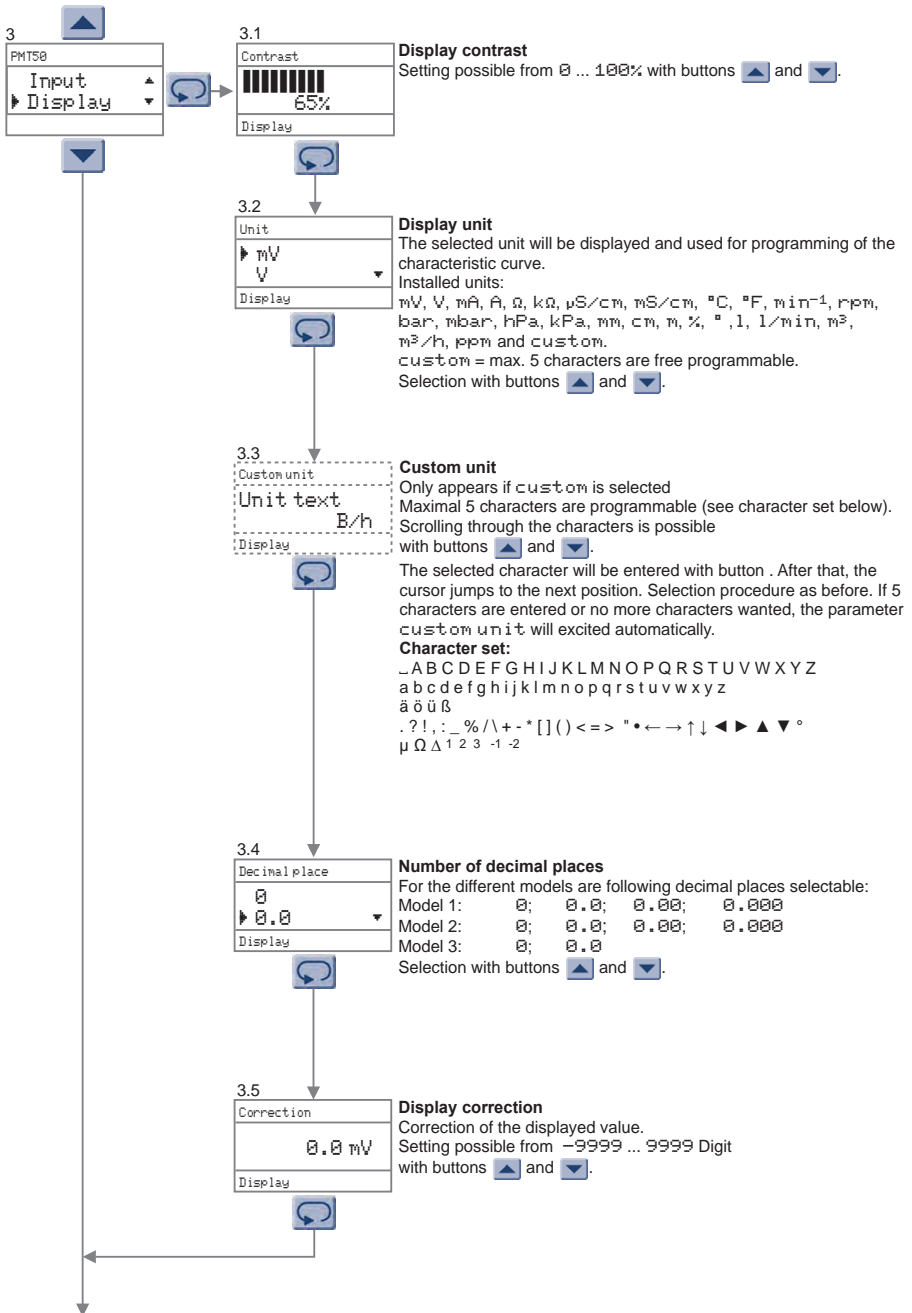 3
PMT50
Input
Display
3.1
Contrast
65%
Display
Display contrast
Setting possible from 0 ... 100% with buttons and .
3.2
Unit
mV
V
Display
Display unit
The selected unit will be displayed and used for programming of the
characteristic curve.
Installed units:
mV, V, mA, A, Ω, kΩ, µS/cm, mS/cm, °C, °F, min⁻¹, rpm,
bar, mbar, hPa, kPa, mm, cm, m, %, ° ,l, l/min, m³,
m³/h, ppm and custom.
custom = max. 5 characters are free programmable.
Selection with buttons ▲ and ▼.
3.3
Custom unit
Unit text
B/h
Display
Custom unit
Only appears if custom is selected
Maximal 5 characters are programmable (see character set below).
Scrolling through the characters is possible
with buttons ▲ and ▼.
The selected character will be entered with button . After that, the
cursor jumps to the next position. Selection procedure as before. If 5
characters are entered or no more characters wanted, the parameter
custom unit will excited automatically.
Character set:
⎵ A B C D E F G H I J K L M N O P Q R S T U V W X Y Z
a b c d e f g h i j k l m n o p q r s t u v w x y z
ä ö ü ß
. ? ! , : _ % / \ + - * [ ] ( ) < = > " • ← → ↑ ↓ ◄ ► ▲ ▼ °
µ Ω Δ ¹ ² ³ ⁻¹ ⁻²
3.4
Decimal place
0
0.0
Display
Number of decimal places
For the different models are following decimal places selectable:
Model 1: 0; 0.0; 0.00; 0.000
Model 2: 0; 0.0; 0.00; 0.000
Model 3: 0; 0.0
Selection with buttons ▲ and ▼.
3.5
Correction
0.0 mV
Display
Display correction
Correction of the displayed value.
Setting possible from −9999 ... 9999 Digit
with buttons ▲ and ▼.